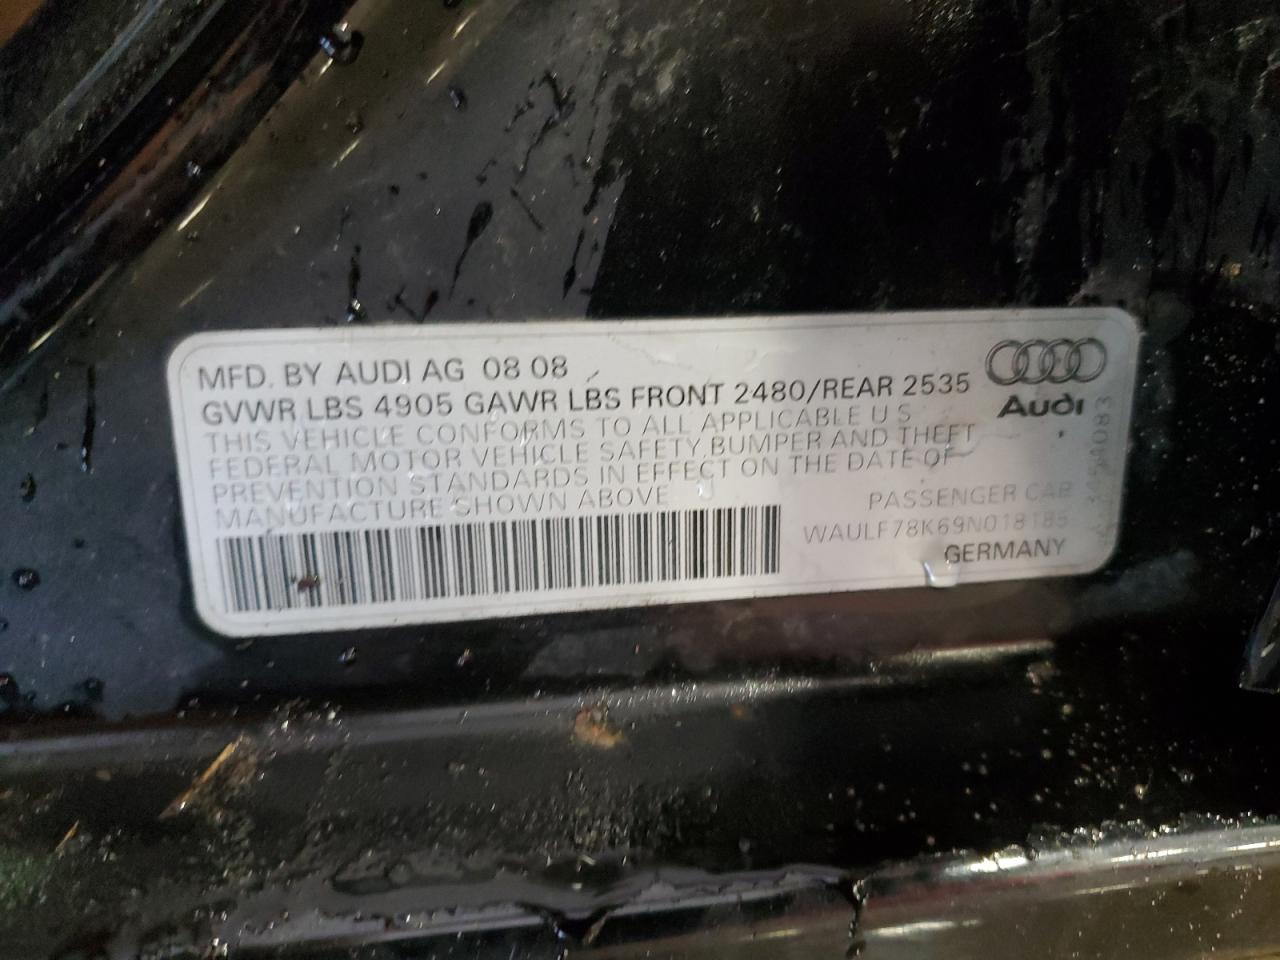 MFD. BY AUDI AG 08 08
GVWR LBS 4905 GAWR LBS FRONT 2480/REAR 2535
THIS VEHICLE CONFORMS TO ALL APPLICABLE U S
FEDERAL MOTOR VEHICLE SAFETY, BUMPER AND THEFT
PREVENTION STANDARDS IN EFFECT ON THE DATE OF
MANUFACTURE SHOWN ABOVE
Audi
PASSENGER CAR
WAULF78K69N018185
GERMANY